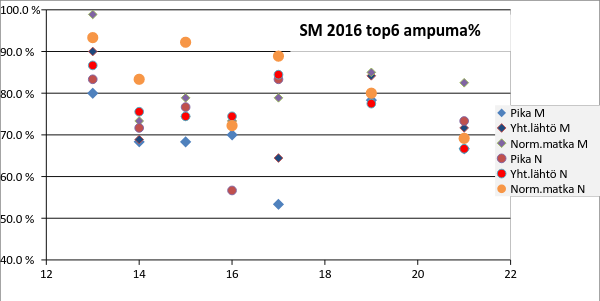 SM 2016 top6 ampuma%
100.0 %
90.0 %
80.0 %
70.0 %
60.0 %
50.0 %
40.0 %
12 14 16 18 20 22
Pika M
Yht.lähtö M
Norm.matka M
Pika N
Yht.lähtö N
Norm.matka N